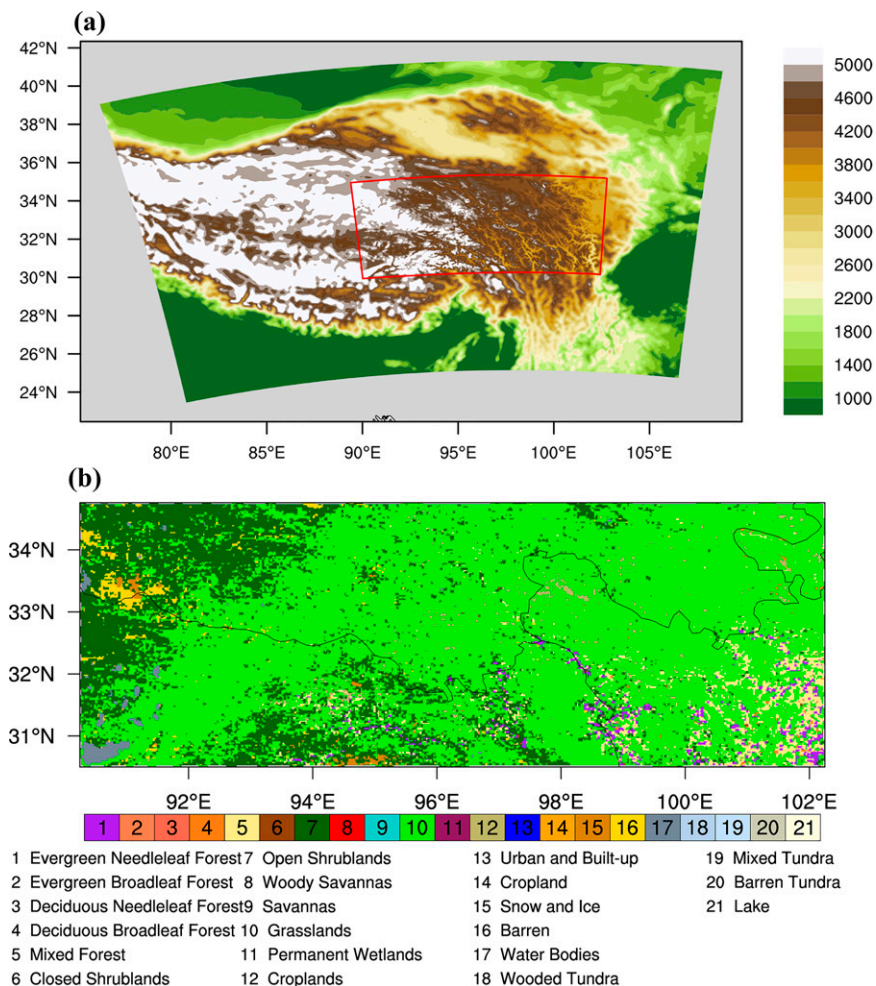 (a)
42°N
40°N
38°N
36°N
34°N
32°N
30°N
28°N
26°N
24°N
80°E 85°E 90°E 95°E 100°E 105°E
5000
4600
4200
3800
3400
3000
2600
2200
1800
1400
1000
(b)
34°N
33°N
32°N
31°N
92°E 94°E 96°E 98°E 100°E 102°E
1 2 3 4 5 6 7 8 9 10 11 12 13 14 15 16 17 18 19 20 21
1 Evergreen Needleleaf Forest 7 Open Shrublands 13 Urban and Built-up 19 Mixed Tundra
2 Evergreen Broadleaf Forest 8 Woody Savannas 14 Cropland 20 Barren Tundra
3 Deciduous Needleleaf Forest 9 Savannas 15 Snow and Ice 21 Lake
4 Deciduous Broadleaf Forest 10 Grasslands 16 Barren
5 Mixed Forest 11 Permanent Wetlands 17 Water Bodies
6 Closed Shrublands 12 Croplands 18 Wooded Tundra